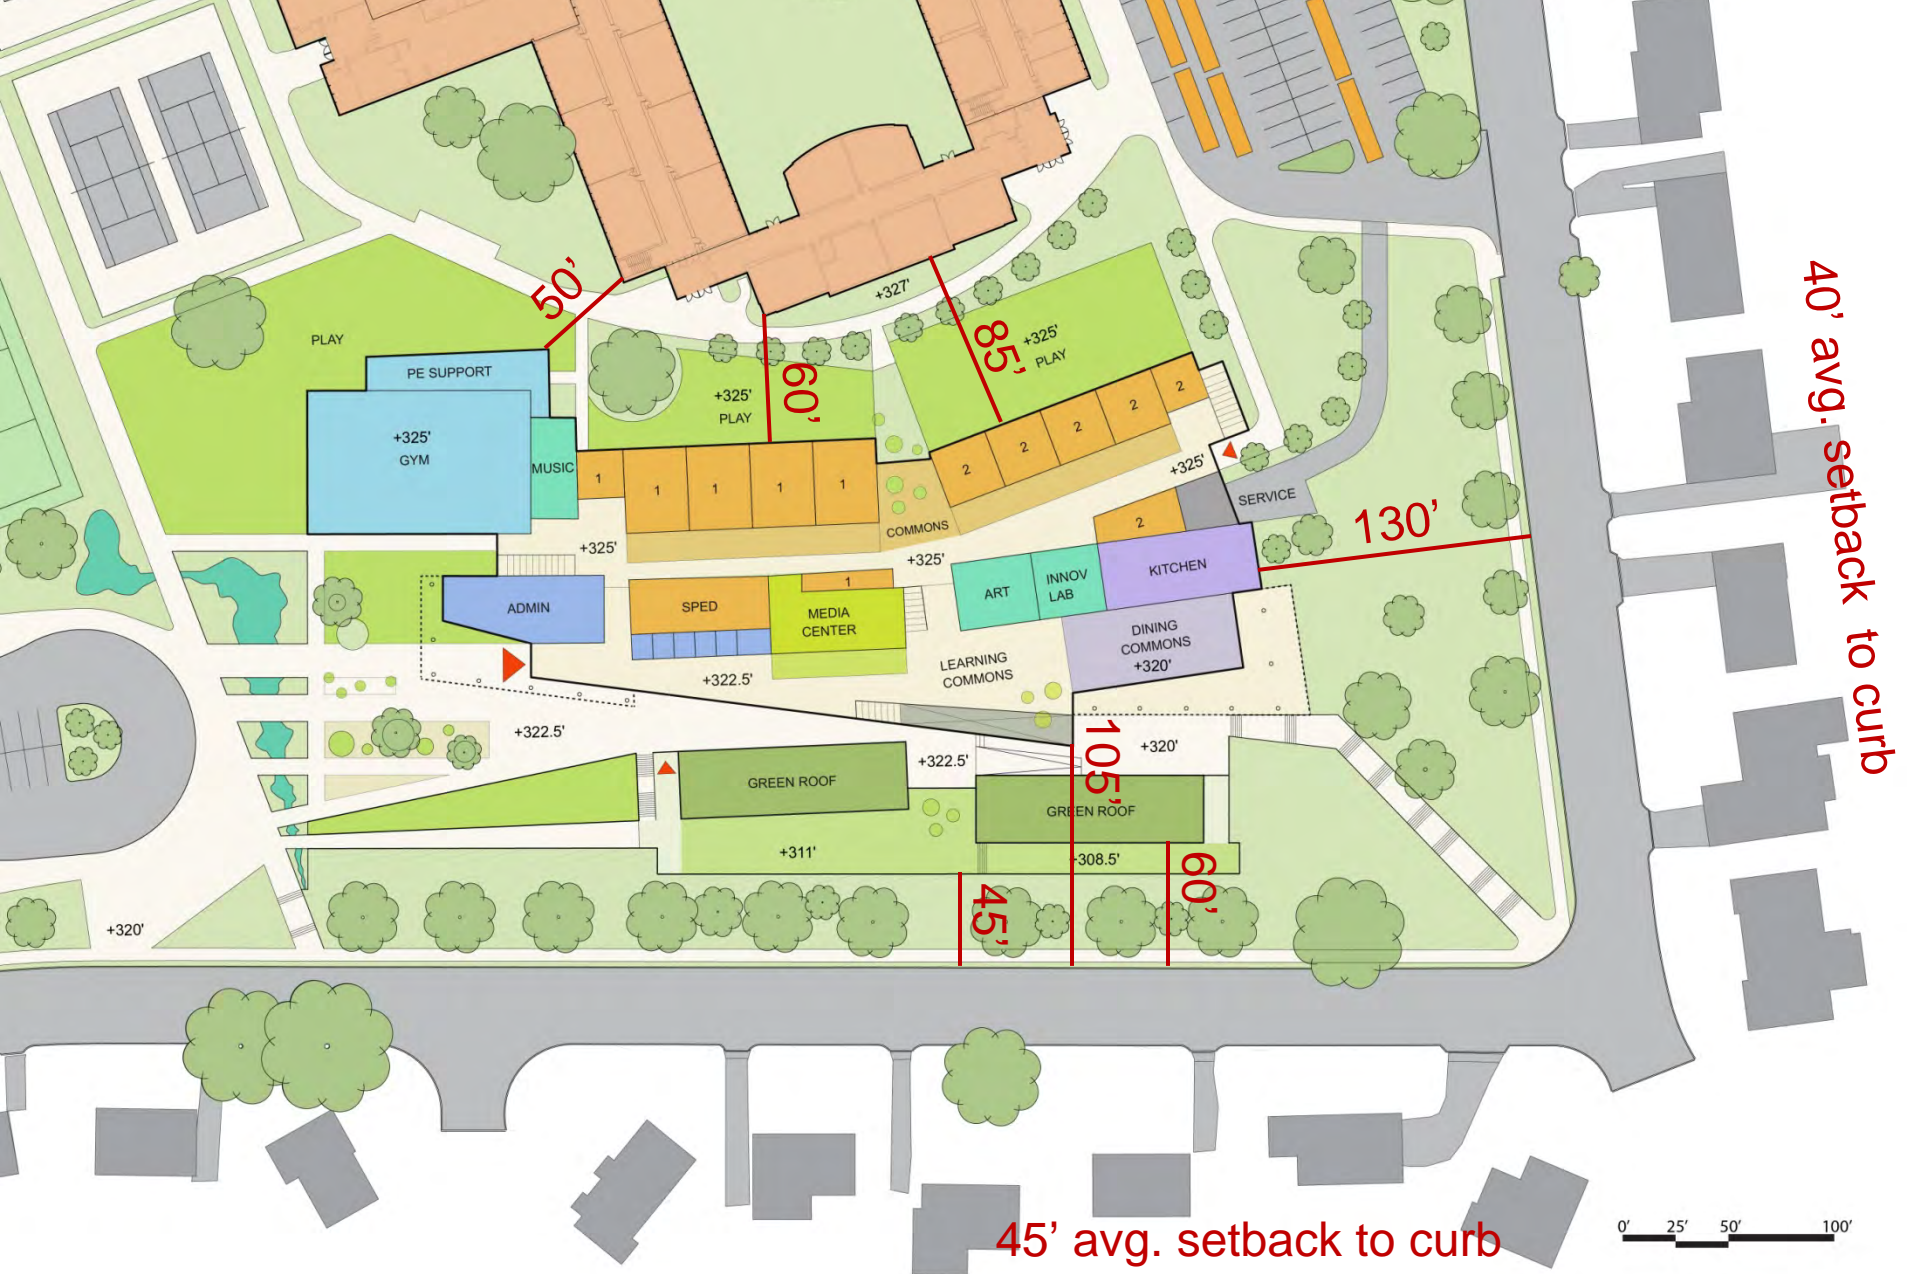 50'
+327'
40' avg. setback to curb
PLAY
PE SUPPORT
+325'
PLAY
60'
85'
+325'
PLAY
2
2
2
2
2
+325'
GYM
MUSIC
1
1
1
1
1
+325'
SERVICE
COMMONS
2
130'
+325'
+325'
ADMIN
SPED
1
MEDIA
CENTER
ART
INNOV
LAB
KITCHEN
DINING
COMMONS
+320'
LEARNING
COMMONS
+322.5'
+322.5'
+322.5'
+320'
105'
GREEN ROOF
GREEN ROOF
+311'
+308.5'
45'
60'
+320'
45' avg. setback to curb
0' 25' 50' 100'